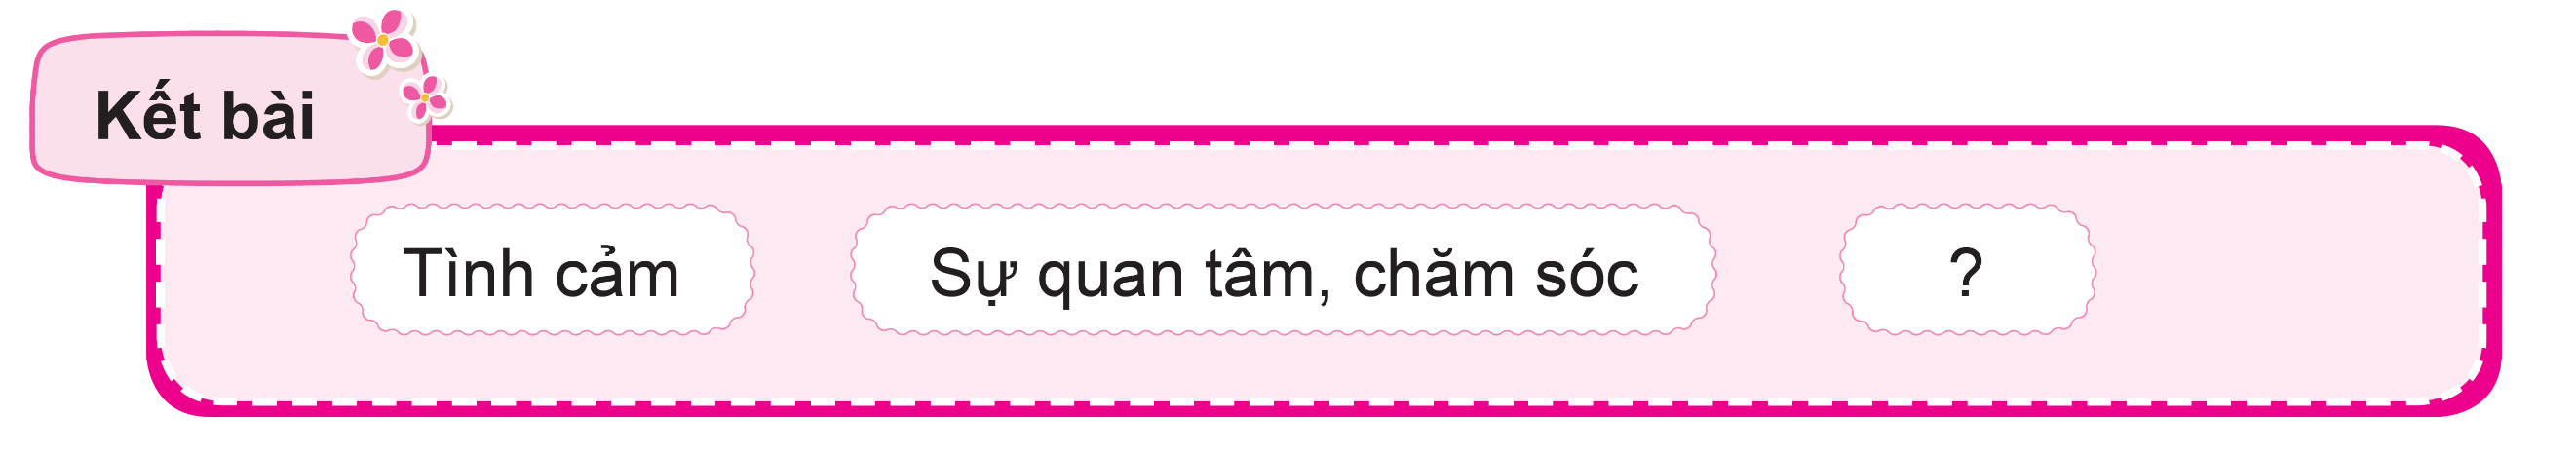 Kết bài
Tình cảm
Sự quan tâm, chăm sóc
?